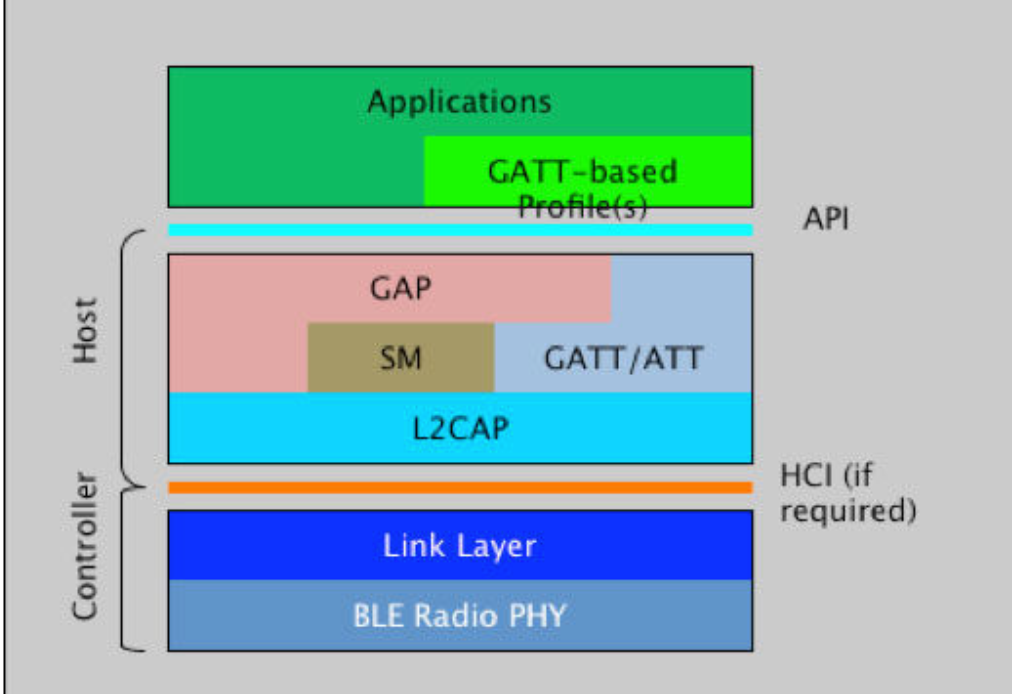 Applications
GATT-based
Profile(s)
API
Host
GAP
SM
GATT/ATT
L2CAP
HCI (if
required)
Controller
Link Layer
BLE Radio PHY